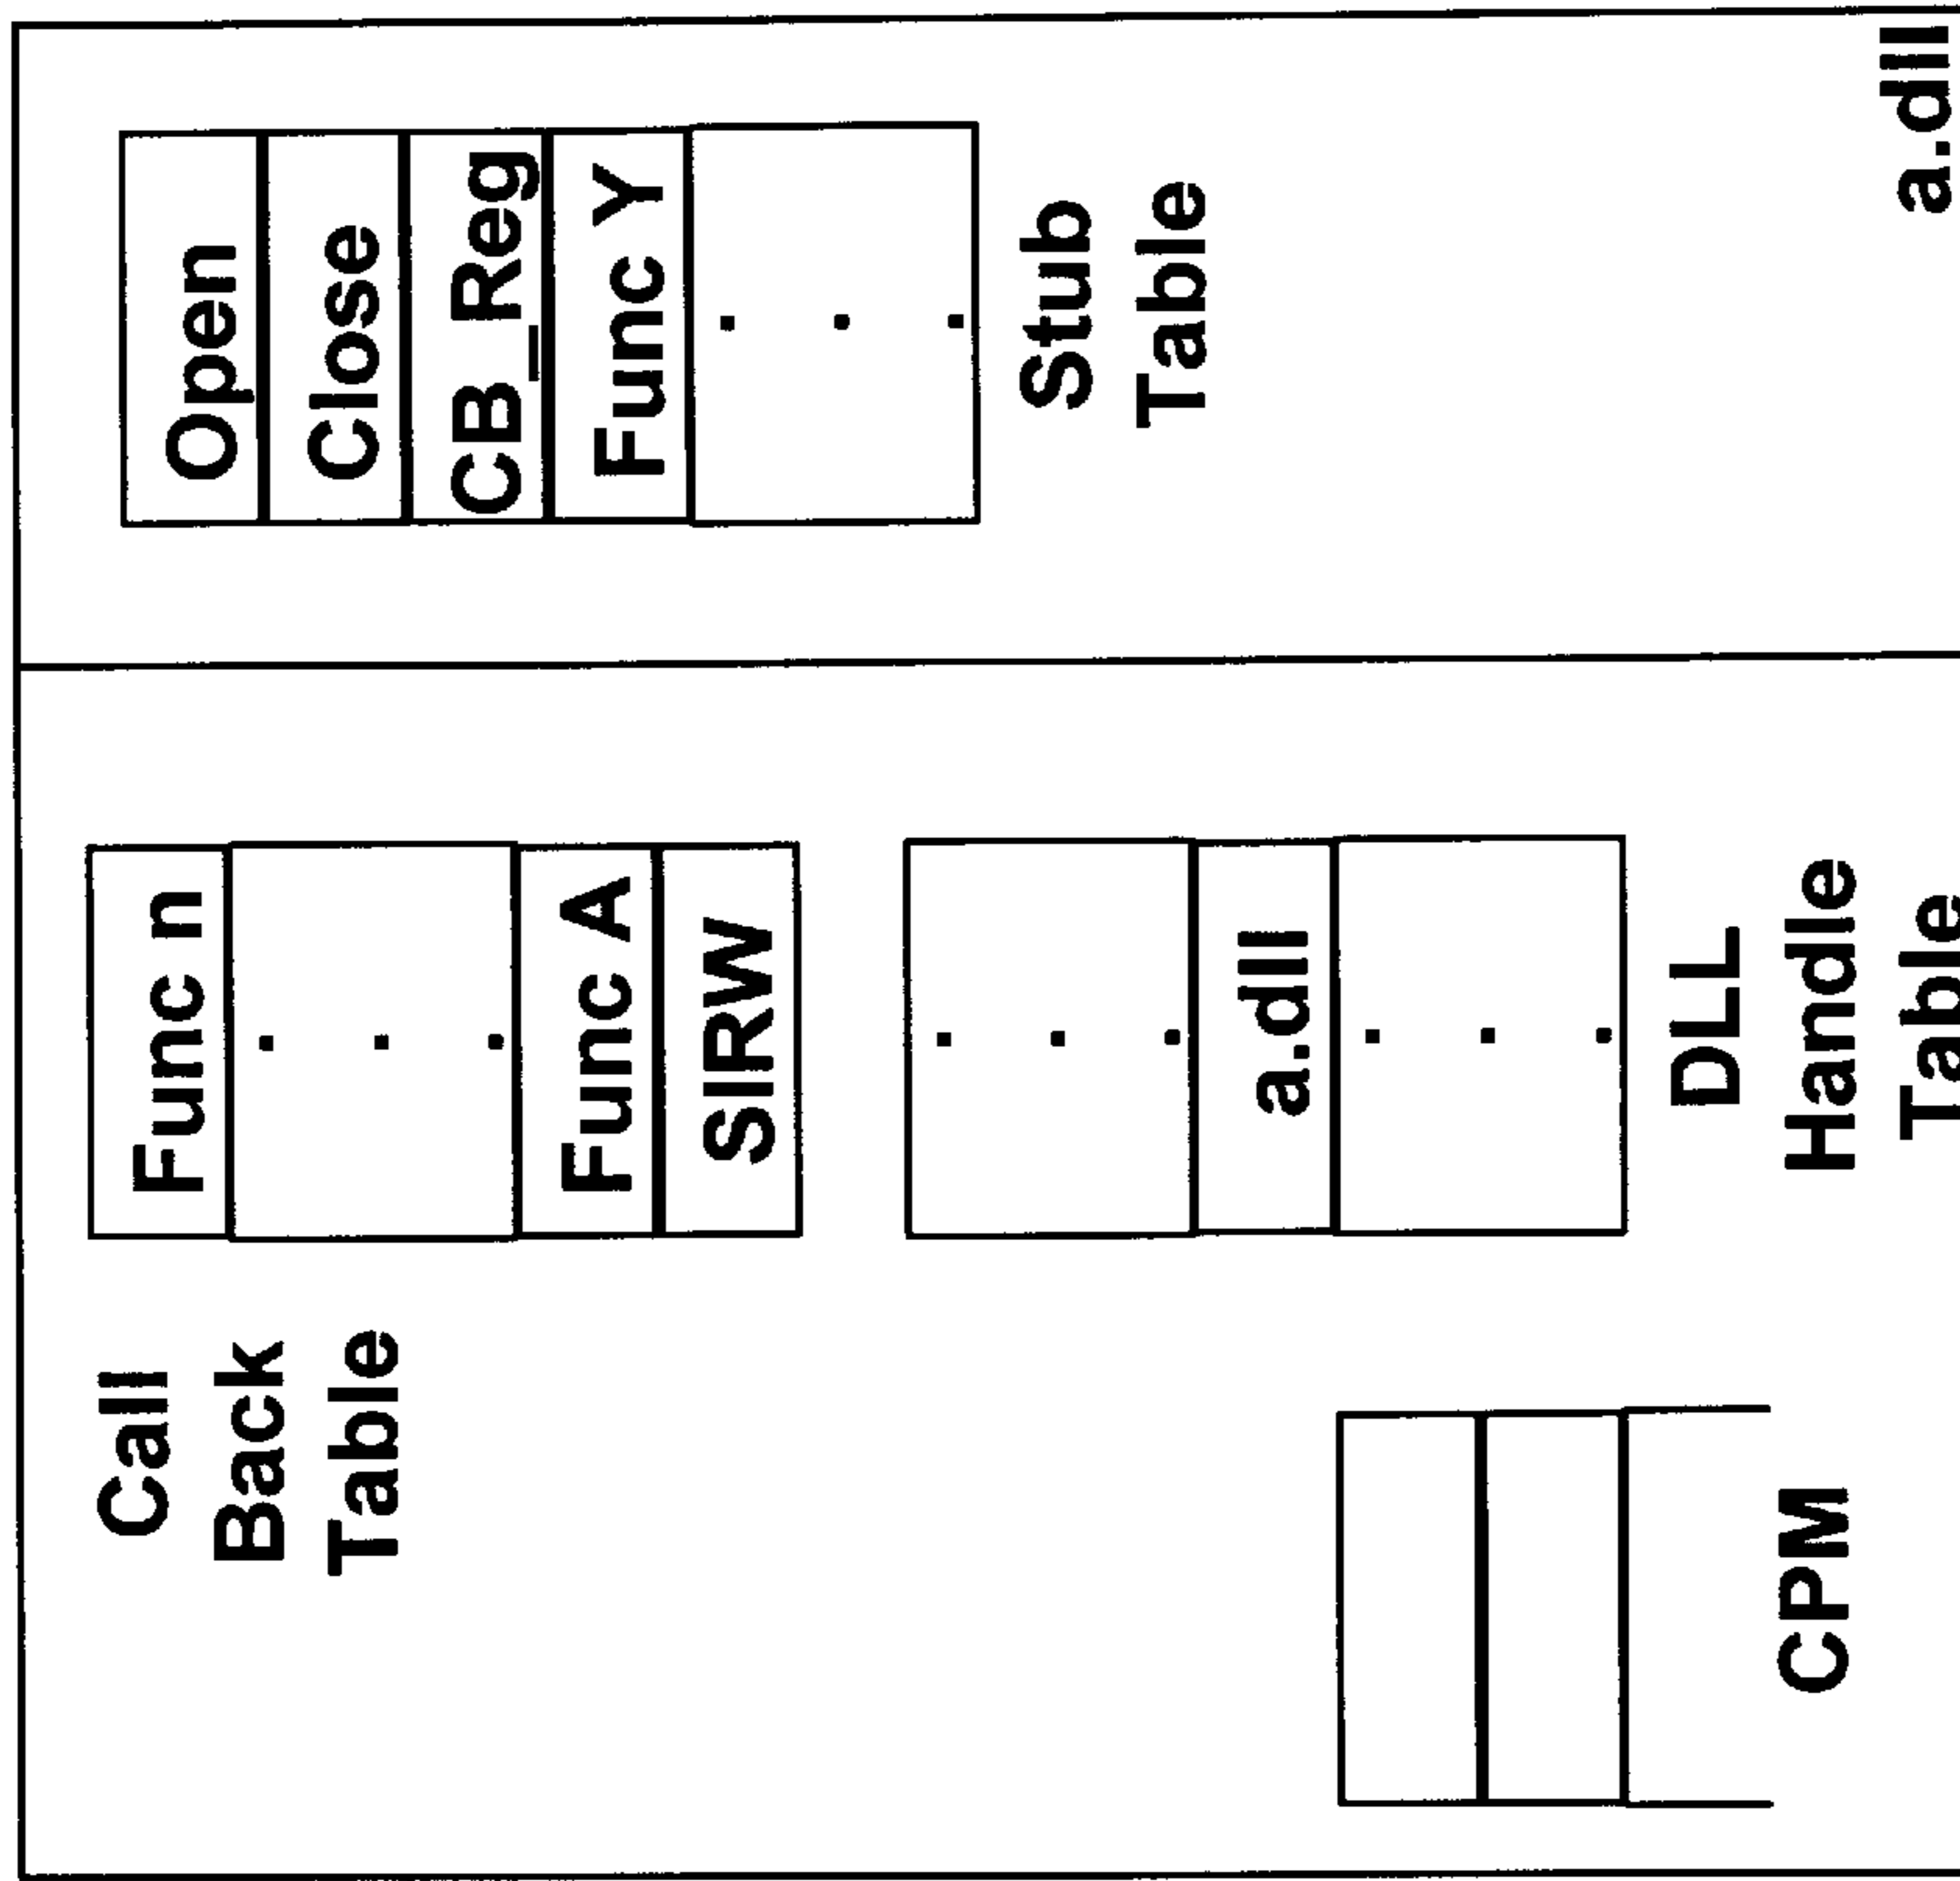 Call
Back
Table
Func n
Func A
SIRW
a.dll
DLL
Handle
Table
CPM
Open
Close
CB_Reg
Func Y
Stub
Table
a.dll